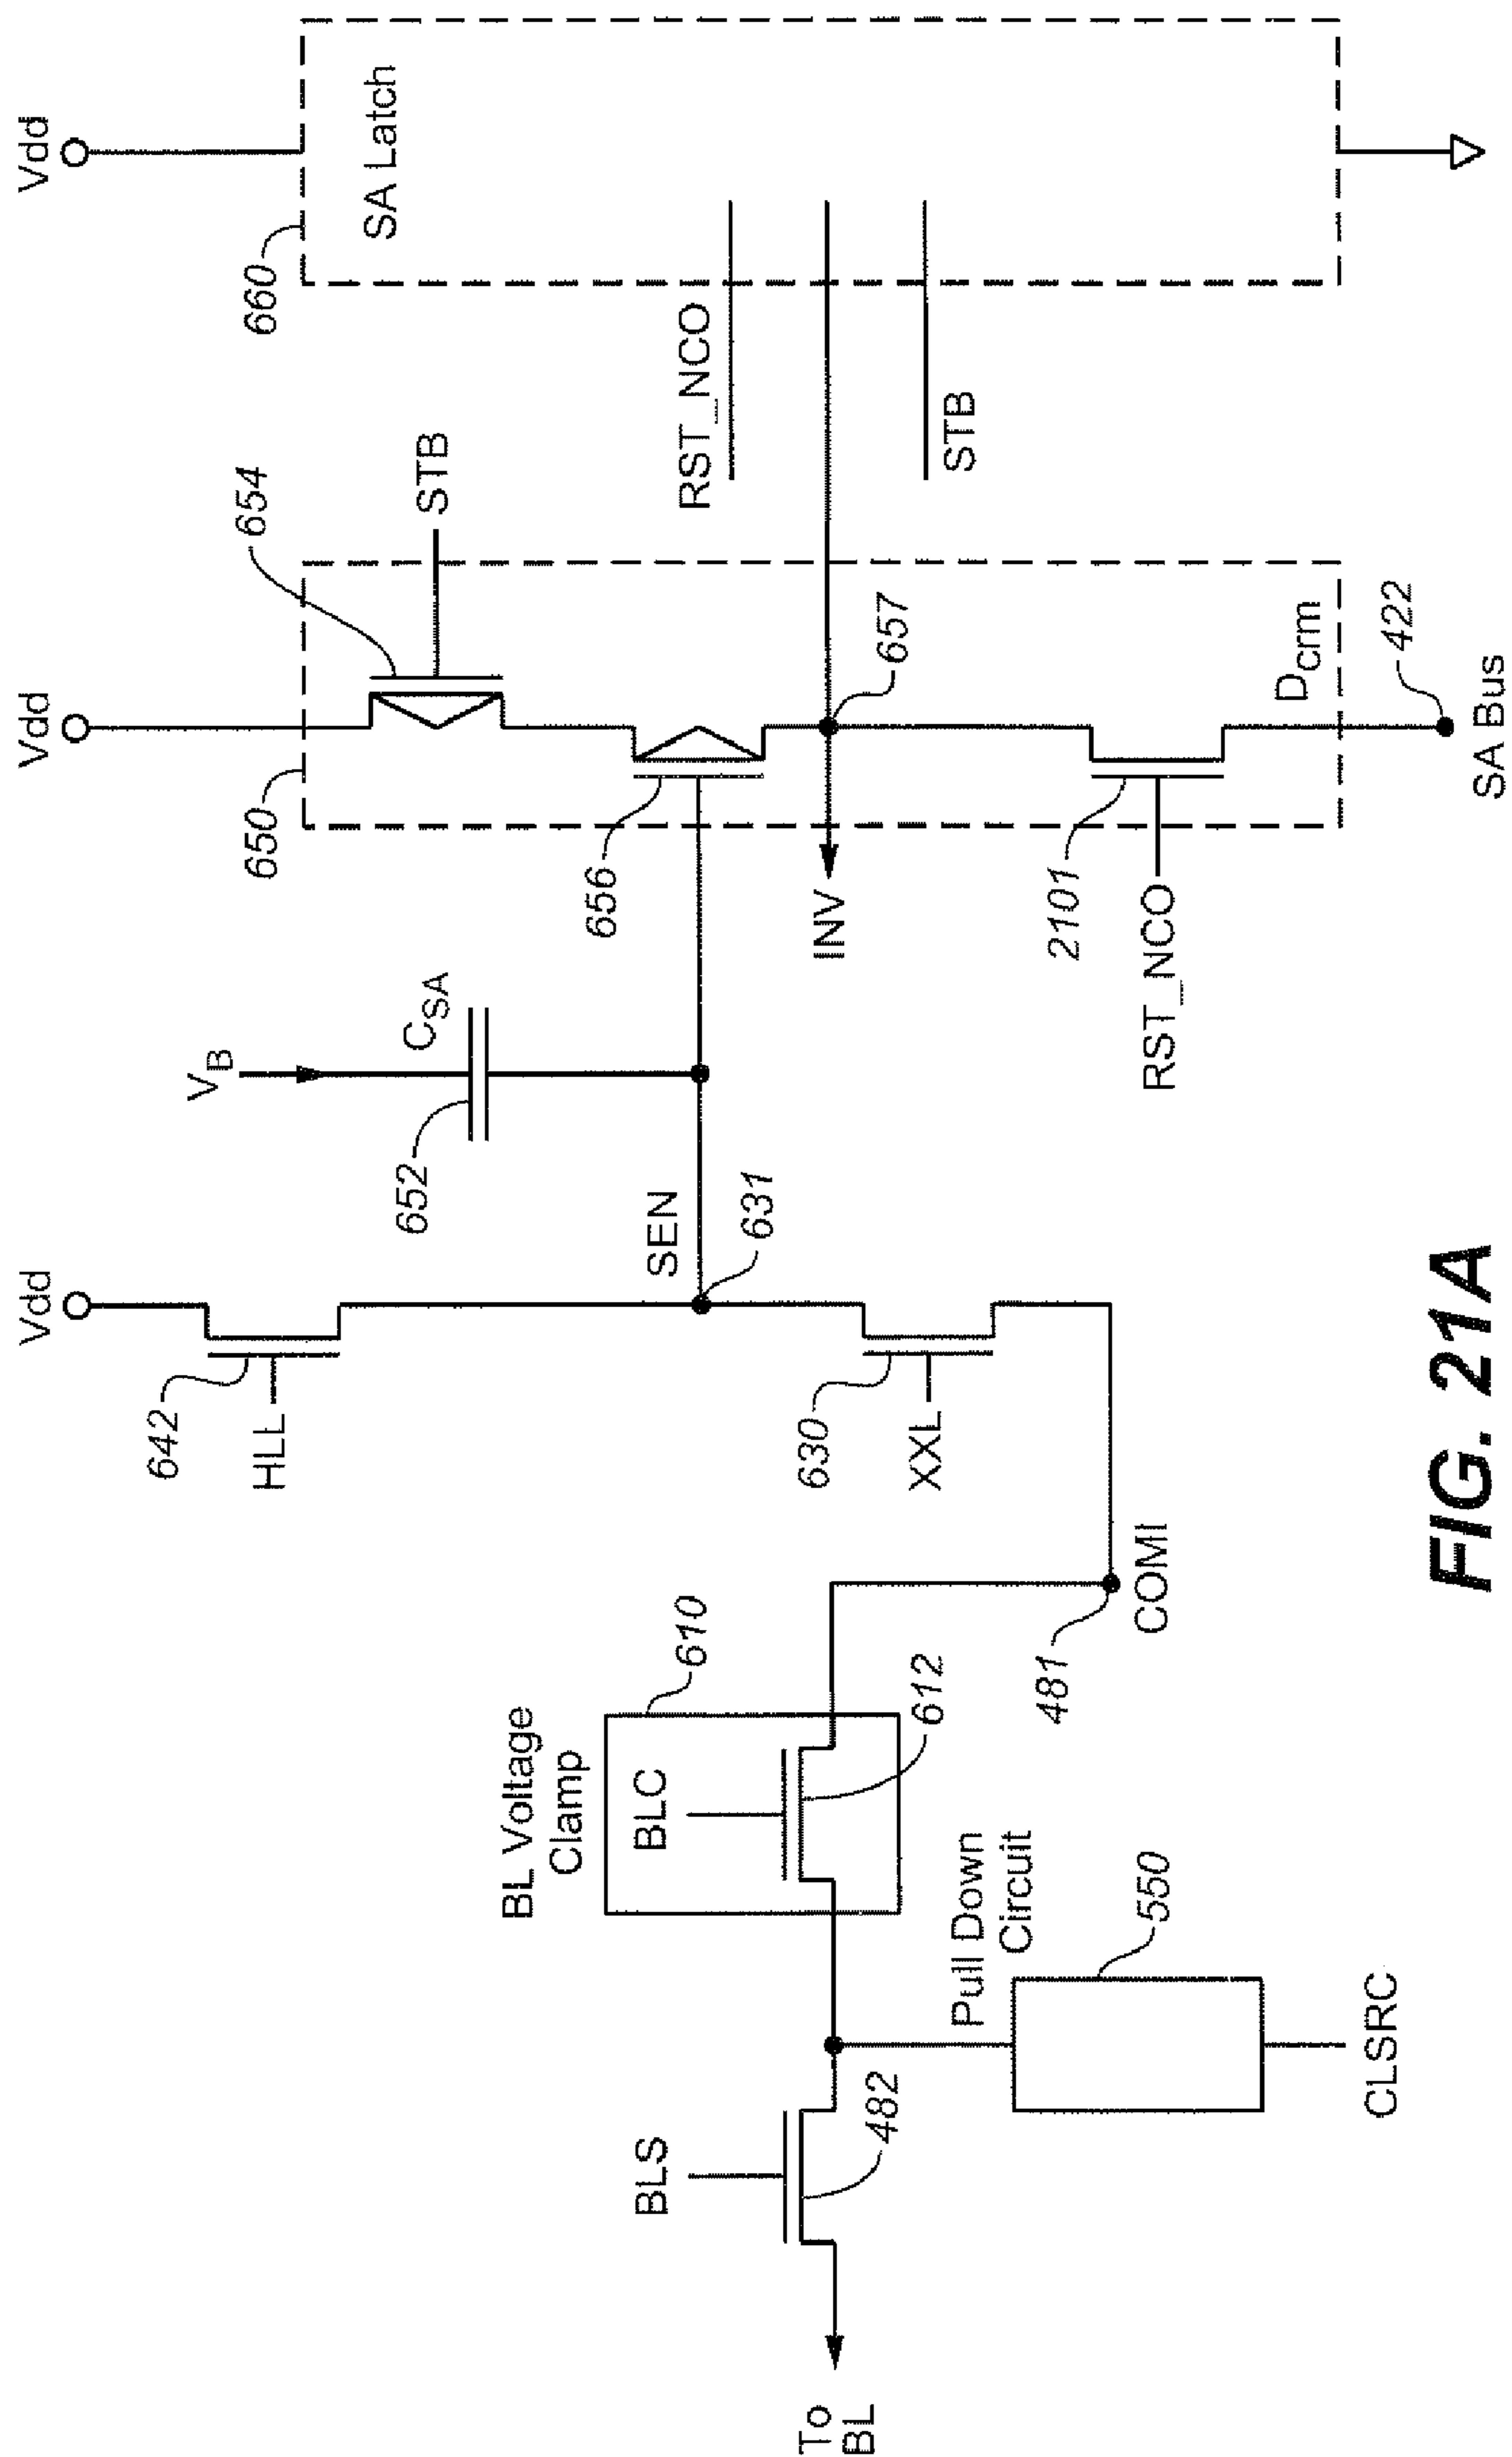 Vdd
Vdd
Vdd
660
SA Latch
650
654
STB
642
HLL
VB
CSA
652
SEN
631
656
INV
657
RST_NCO
STB
630
XXL
2101
RST_NCO
Dcrm
422
SA Bus
BL Voltage
Clamp
610
BLC
612
481
COMI
BLS
482
Pull Down
Circuit
550
CLSRC
To
BL
FIG. 21A